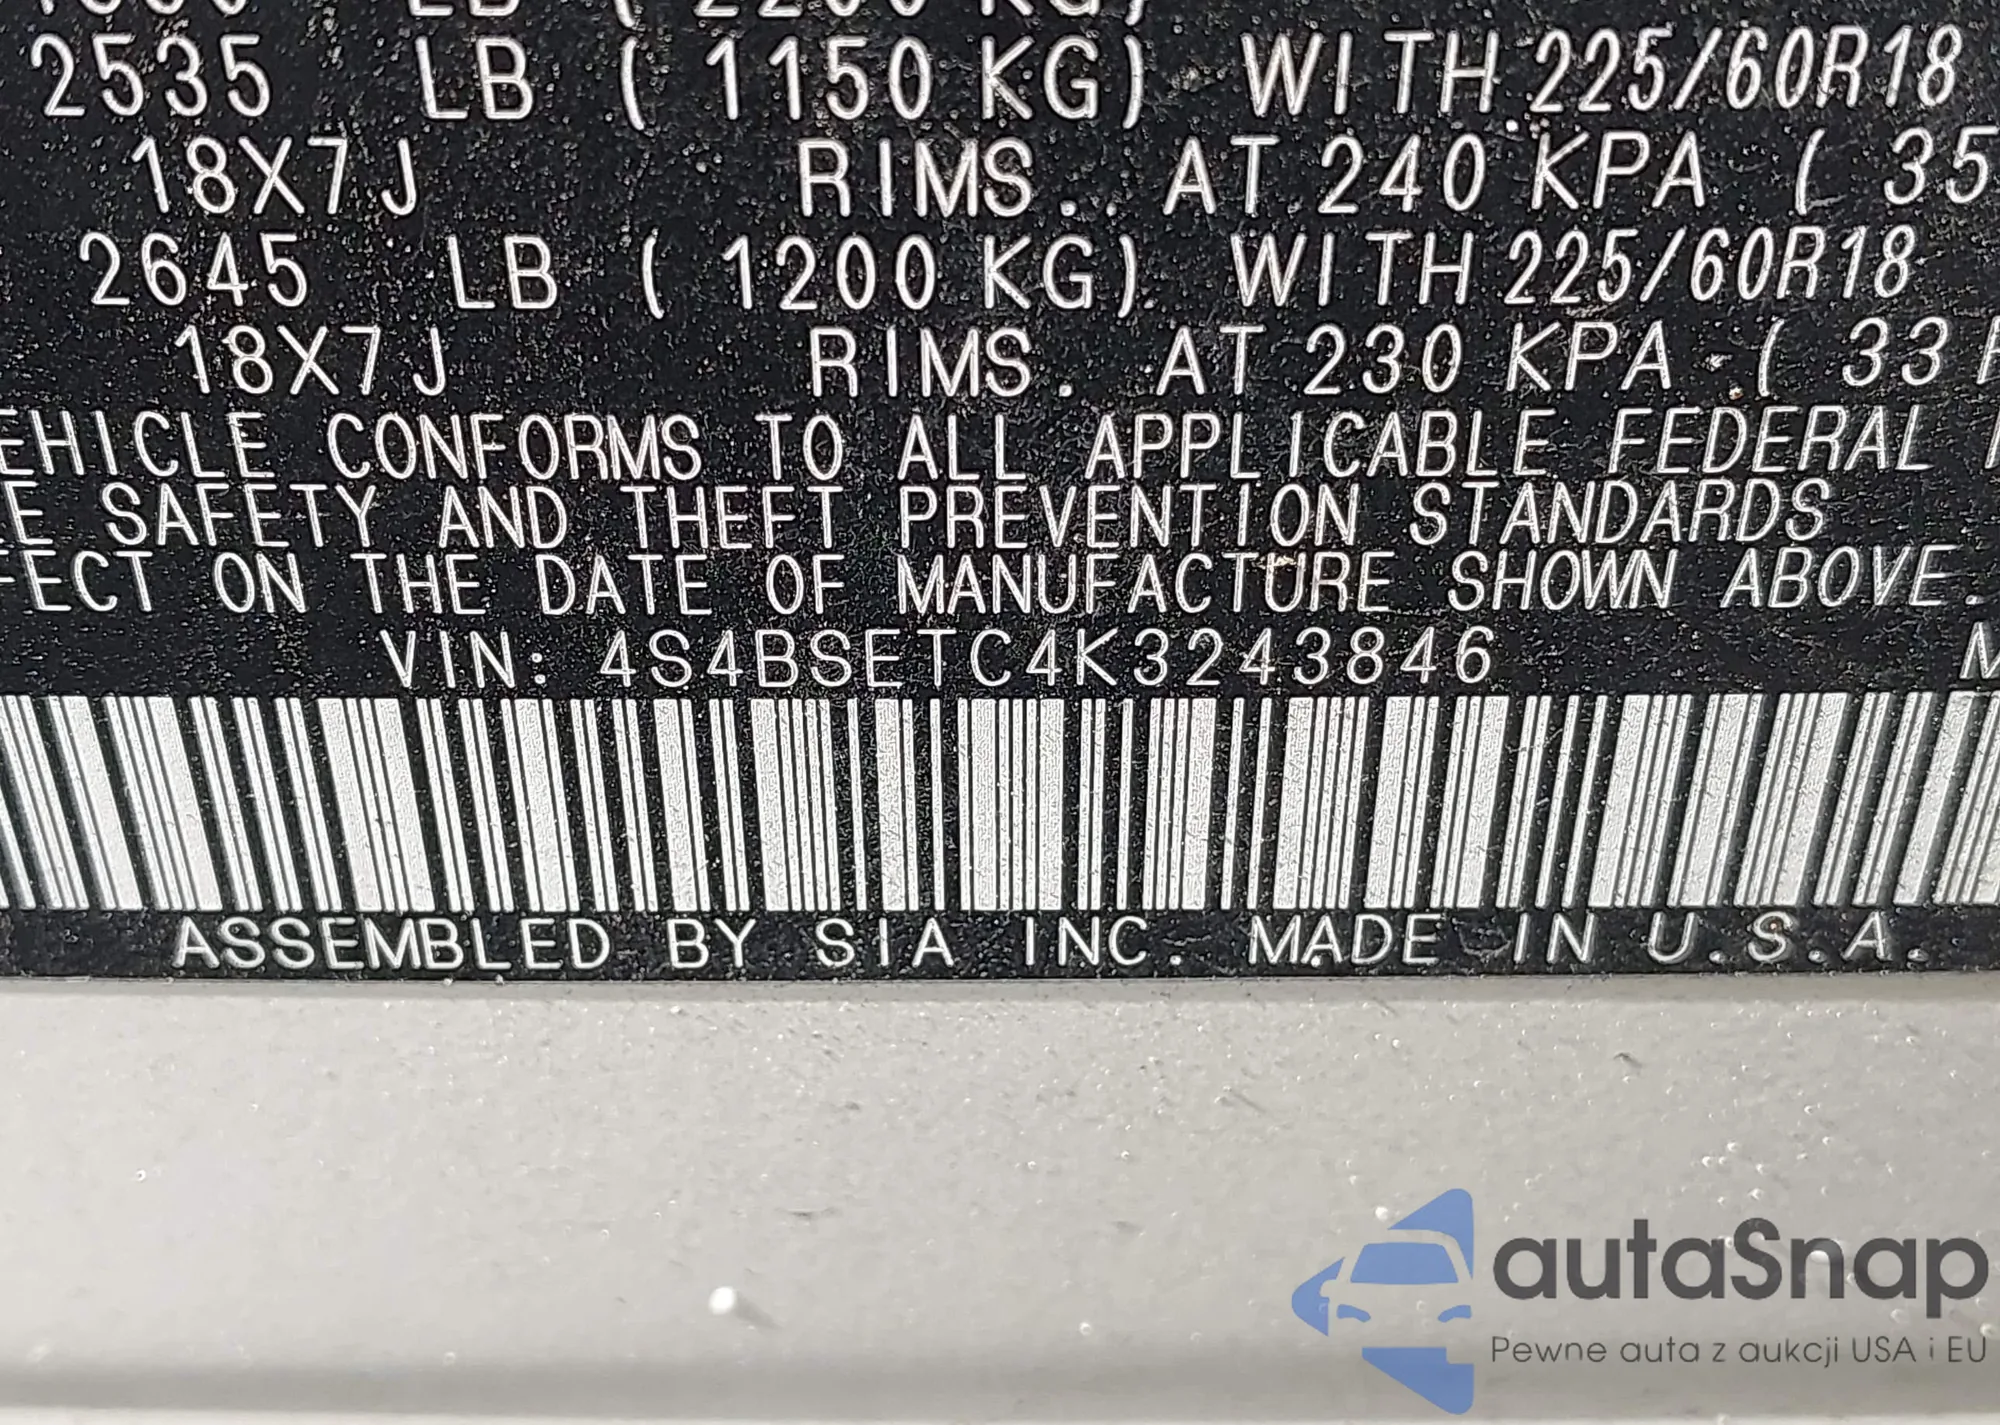 LB ( 2200 KG)
2535 LB ( 1150 KG) WITH 225/60R18
18X7J RIMS. AT 240 KPA ( 35
2645 LB ( 1200 KG) WITH 225/60R18
18X7J RIMS. AT 230 KPA ( 33
EHICLE CONFORMS TO ALL APPLICABLE FEDERAL
E SAFETY AND THEFT PREVENTION STANDARDS
FECT ON THE DATE OF MANUFACTURE SHOWN ABOVE.
VIN: 4S4BSETC4K3243846 M
ASSEMBLED BY SIA INC. MADE IN U.S.A.
autaSnap
Pewne auta z aukcji USA i EU